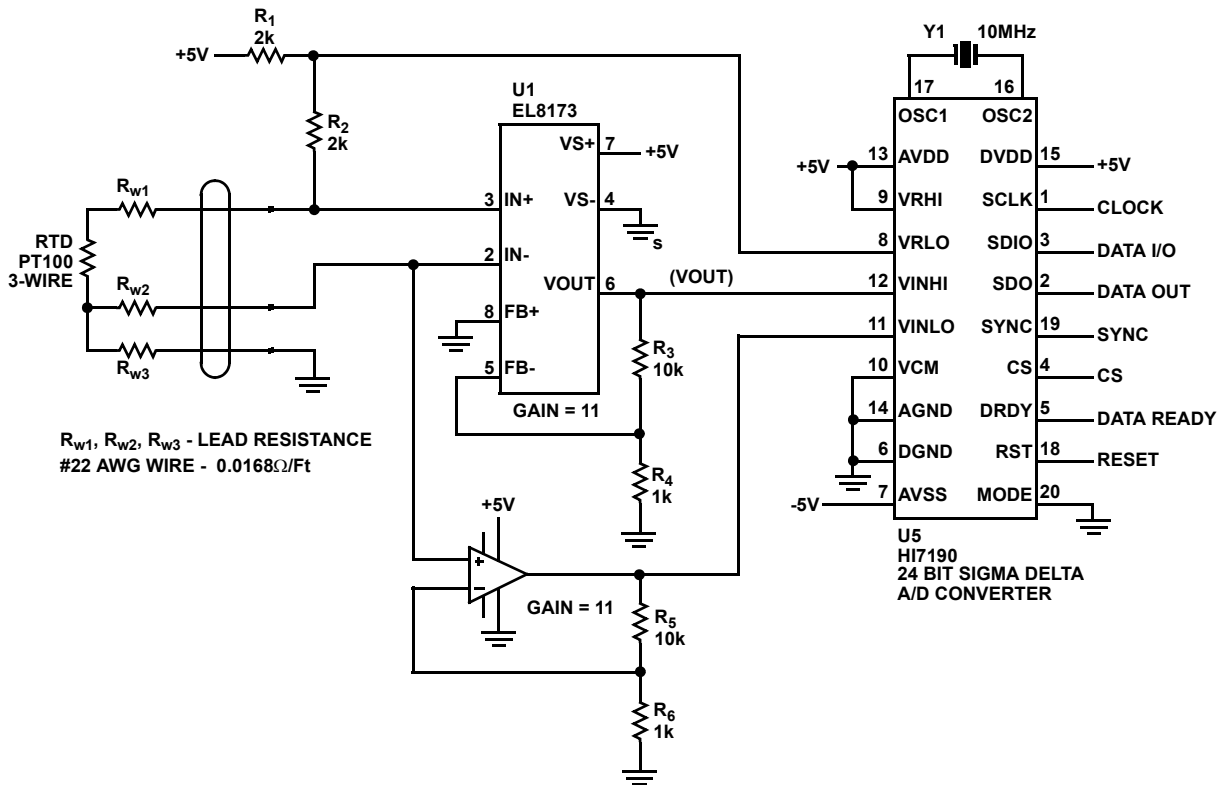 R1
2k
+5V
R2
2k
Rw1
RTD
PT100
3-WIRE
Rw2
Rw3
Rw1, Rw2, Rw3 - LEAD RESISTANCE
#22 AWG WIRE - 0.0168Ω/Ft
U1
EL8173
VS+
7
+5V
3
IN+
VS-
4
s
2
IN-
VOUT
6
(VOUT)
8
FB+
5
FB-
GAIN = 11
R3
10k
R4
1k
+5V
+
−
GAIN = 11
R5
10k
R6
1k
Y1
10MHz
17
16
OSC1
OSC2
+5V
13
AVDD
DVDD
15
+5V
9
VRHI
SCLK
1
CLOCK
8
VRLO
SDIO
3
DATA I/O
12
VINHI
SDO
2
DATA OUT
11
VINLO
SYNC
19
SYNC
10
VCM
CS
4
CS
14
AGND
DRDY
5
DATA READY
6
DGND
RST
18
RESET
-5V
7
AVSS
MODE
20
U5
HI7190
24 BIT SIGMA DELTA
A/D CONVERTER